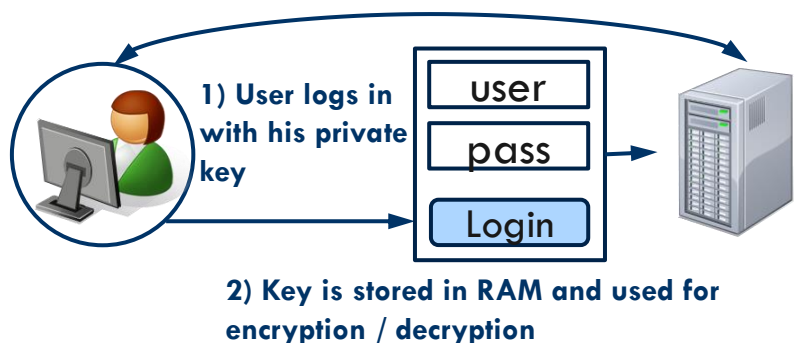 1) User logs in
with his private
key
user
pass
Login
2) Key is stored in RAM and used for
encryption / decryption